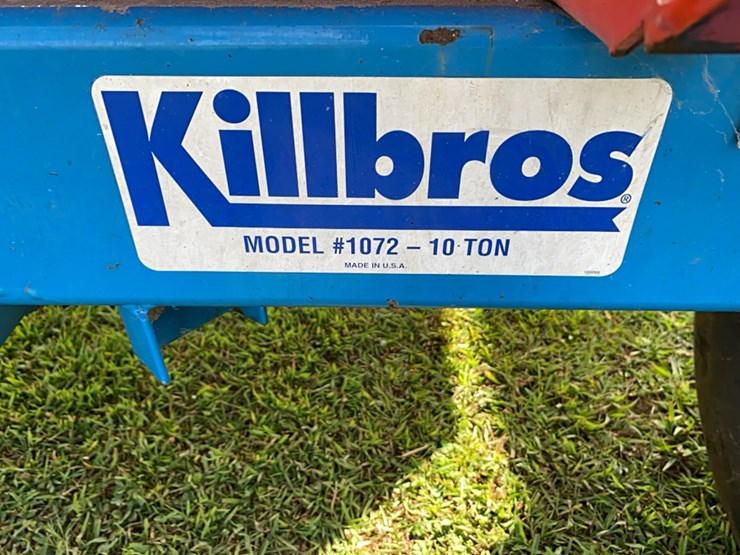 Killbros®
MODEL #1072 – 10 TON
MADE IN U.S.A.